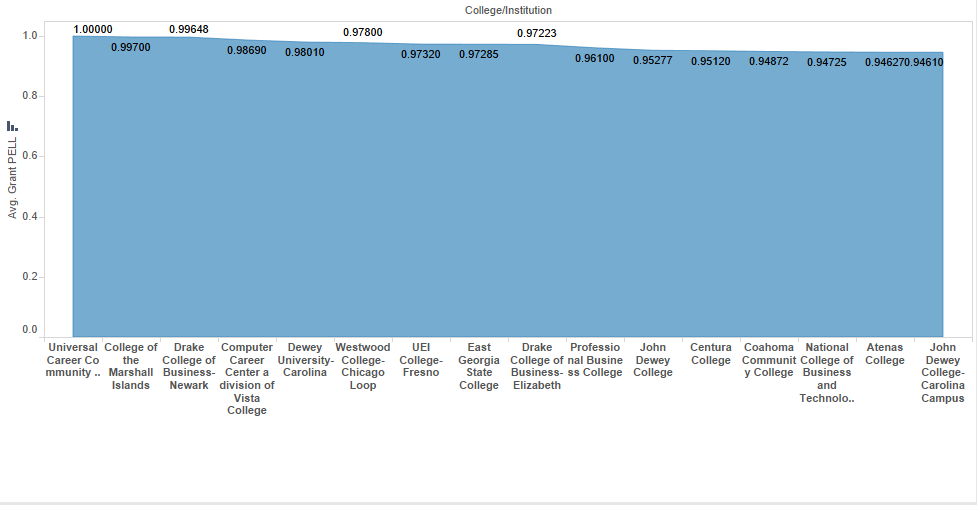 College/Institution
1.00000 0.99648 0.97800 0.97223
1.0
0.99700 0.98690 0.98010 0.97320 0.97285 0.96100 0.95277 0.95120 0.94872 0.94725 0.94627 0.94610
0.8
0.6
0.4
0.2
0.0
Avg. Grant PELL
Universal
Career Co
mmunity ..
College of
the
Marshall
Islands
Drake
College of
Business-
Newark
Computer
Career
Center a
division of
Vista
College
Dewey
University-
Carolina
Westwood
College-
Chicago
Loop
UEI
College-
Fresno
East
Georgia
State
College
Drake
College of
Business-
Elizabeth
Professio
nal Busine
ss College
John
Dewey
College
Centura
College
Coahoma
Communit
y College
National
College of
Business
and
Technolo..
Atenas
College
John
Dewey
College-
Carolina
Campus